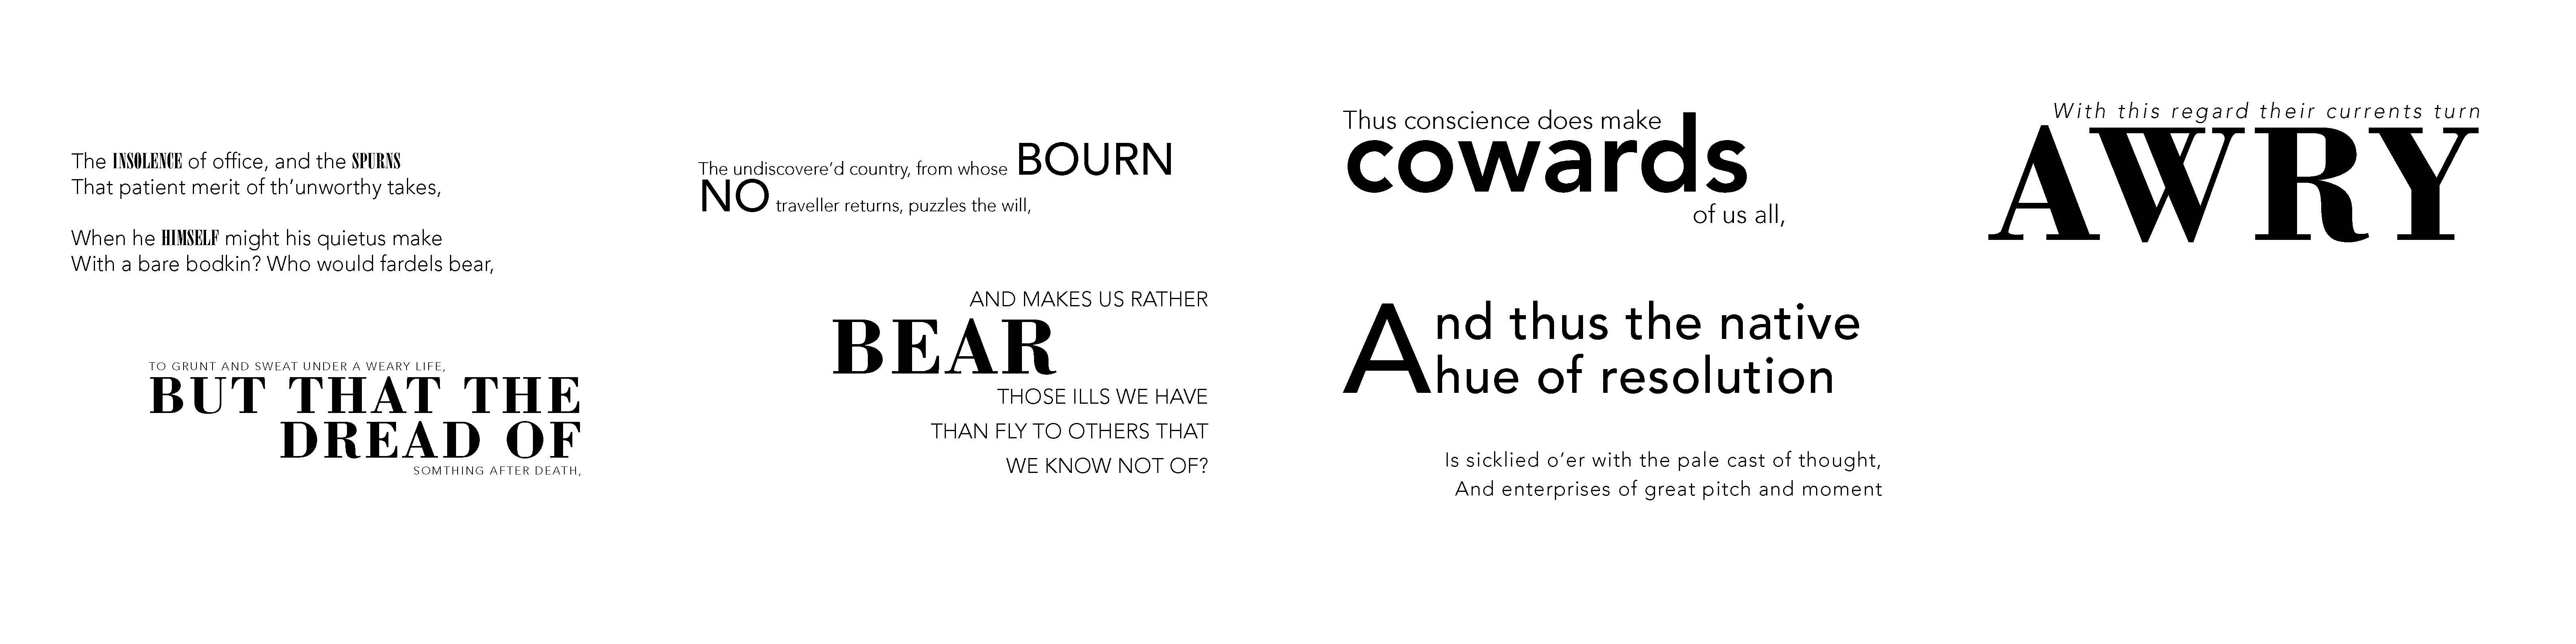 The INSOLENCE of office, and the SPURNS
That patient merit of th’unworthy takes,
When he HIMSELF might his quietus make
With a bare bodkin? Who would fardels bear,
TO GRUNT AND SWEAT UNDER A WEARY LIFE,
BUT THAT THE
DREAD OF
SOMTHING AFTER DEATH,
The undiscovere’d country, from whose BOURN
NO traveller returns, puzzles the will,
AND MAKES US RATHER
BEAR
THOSE ILLS WE HAVE
THAN FLY TO OTHERS THAT
WE KNOW NOT OF?
Thus conscience does make
cowards
of us all,
And thus the native
hue of resolution
Is sicklied o’er with the pale cast of thought,
And enterprises of great pitch and moment
With this regard their currents turn
AWRY